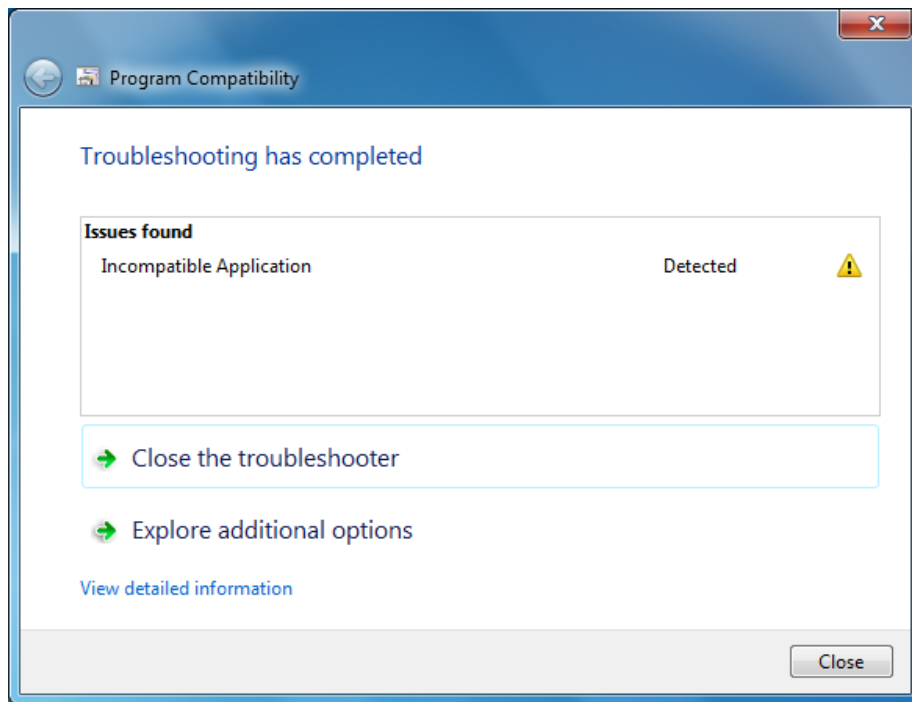 Program Compatibility
Troubleshooting has completed
Issues found
Incompatible Application Detected
Close the troubleshooter
Explore additional options
View detailed information
Close